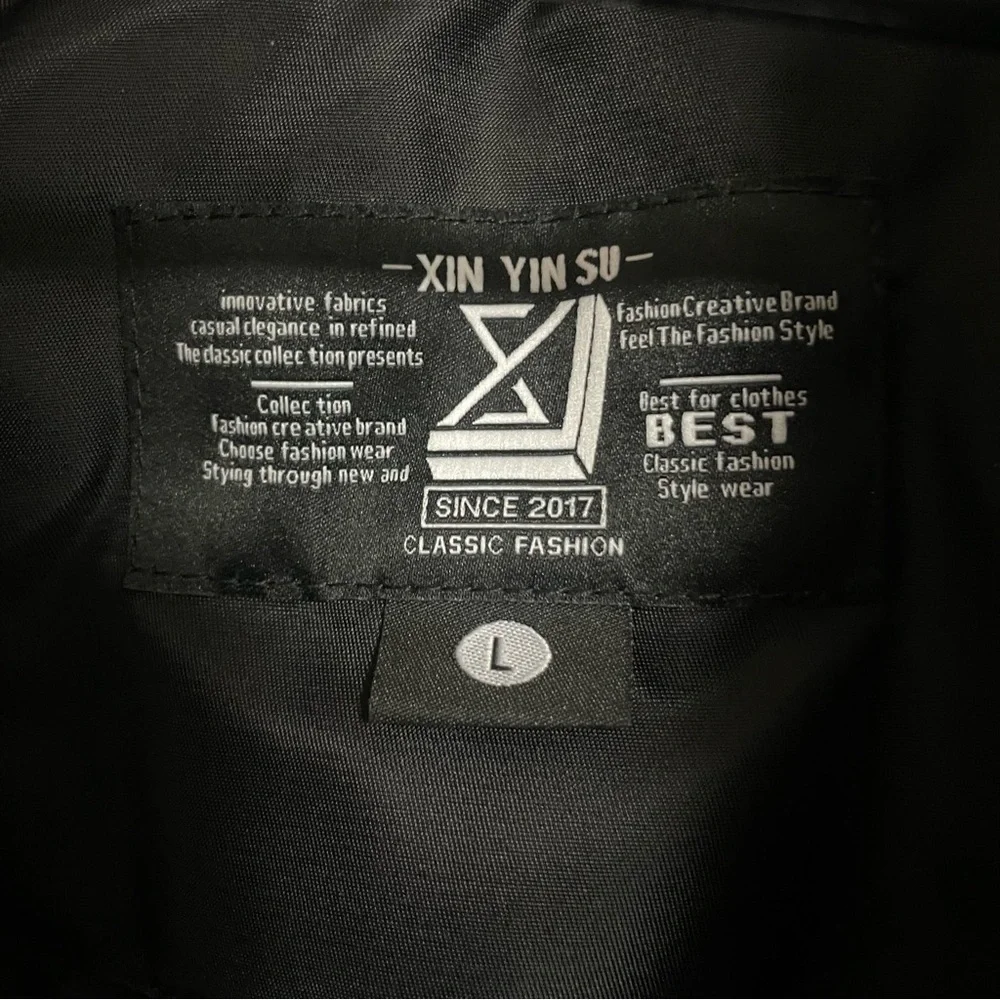 XIN YIN SU
innovative fabrics
casual clegance in refined
The classic collec tion presents
Collec tion
Fashion cre ative brand
Choose fashion wear
Stying through new and
Fashion Creative Brand
Feel The Fashion Style
Best for clothes
BEST
Classic fashion
Style wear
SINCE 2017
CLASSIC FASHION
L